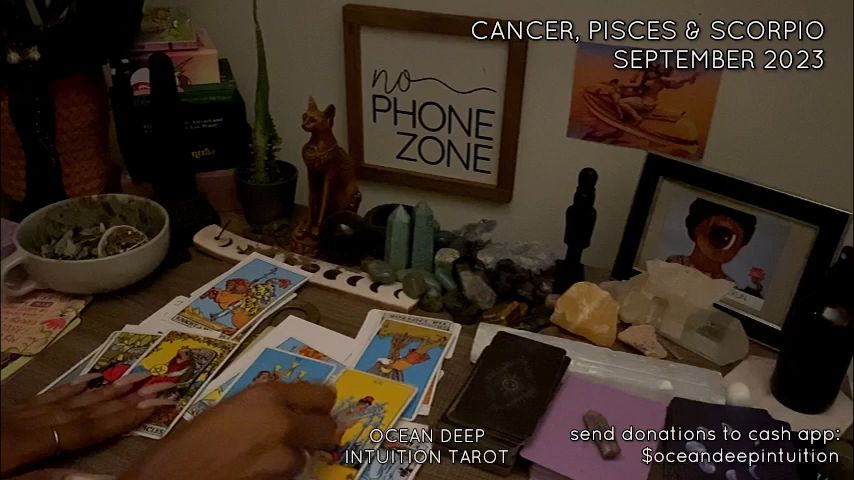 CANCER, PISCES & SCORPIO
SEPTEMBER 2023
no
PHONE
ZONE
OCEAN DEEP
INTUITION TAROT
send donations to cash app:
$oceandeepintuition